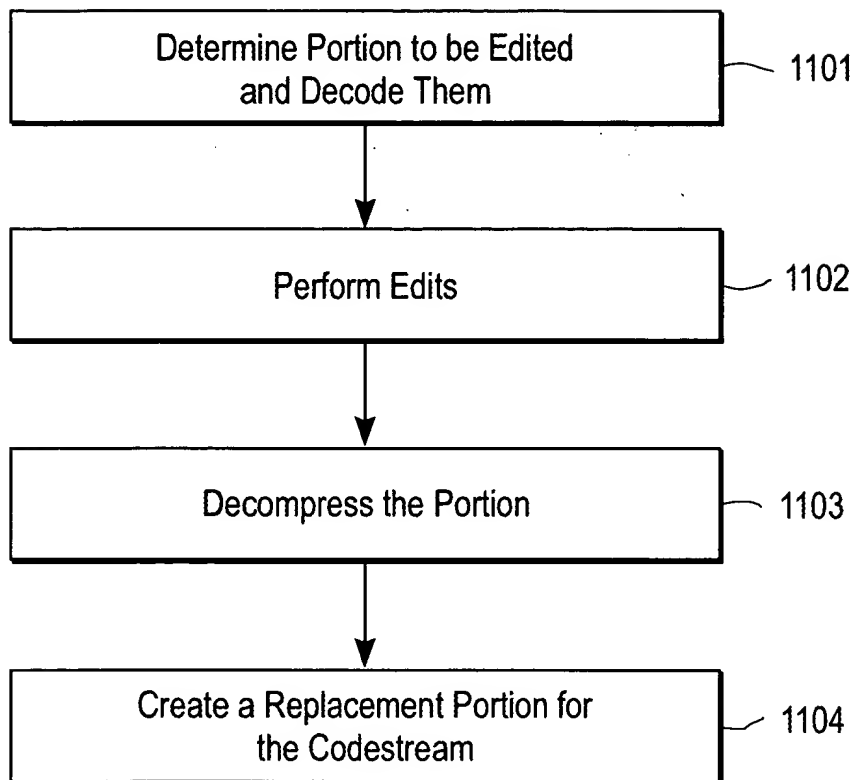 Determine Portion to be Edited
and Decode Them
1101
Perform Edits
1102
Decompress the Portion
1103
Create a Replacement Portion for
the Codestream
1104